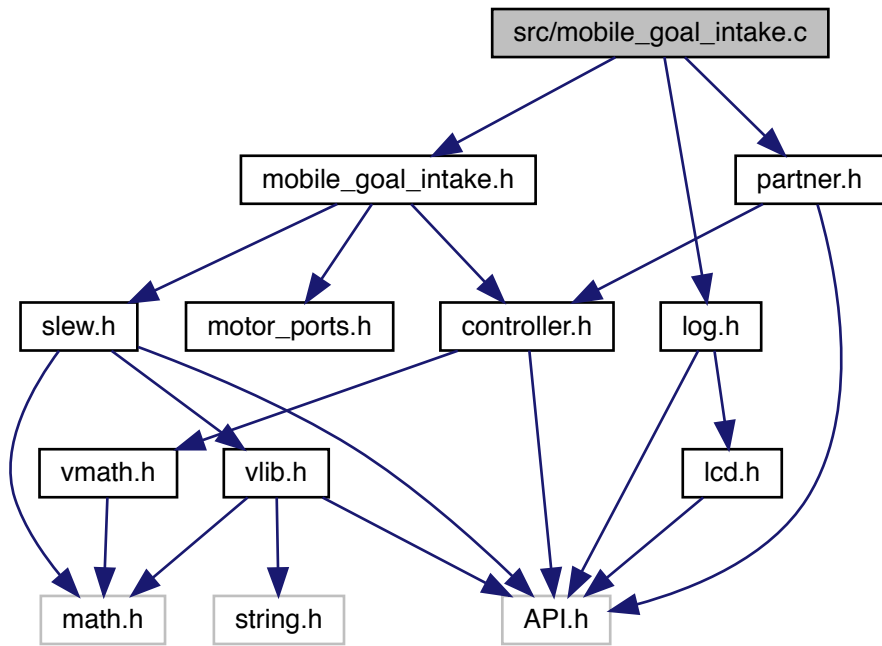 src/mobile_goal_intake.c
mobile_goal_intake.h
partner.h
slew.h
motor_ports.h
controller.h
log.h
vmath.h
vlib.h
lcd.h
math.h
string.h
API.h